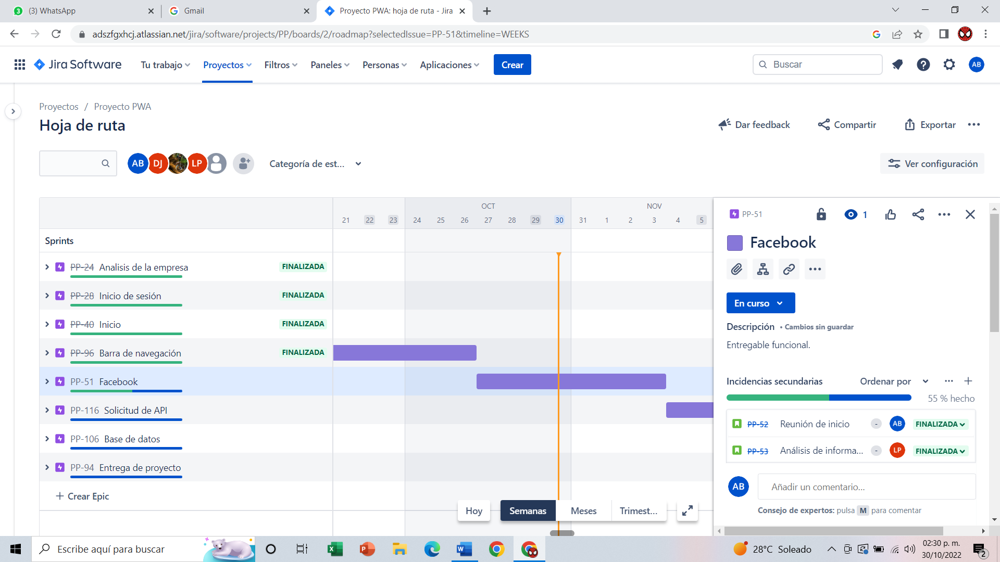 3 (3) WhatsApp
Gmail
Proyecto PWA: hoja de ruta - Jira
adszfgxhcj.atlassian.net/jira/software/projects/PP/boards/2/roadmap?selectedIssue=PP-51&timeline=WEEKS
Jira Software
Tu trabajo
Proyectos
Filtros
Paneles
Personas
Aplicaciones
Crear
Buscar
AB
Proyectos / Proyecto PWA
Hoja de ruta
Dar feedback
Compartir
Exportar
AB DJ LP
Categoría de est...
Ver configuración
OCT
NOV
21 22 23 24 25 26 27 28 29 30 31 1 2 3 4 5
Sprints
PP-24 Analisis de la empresa FINALIZADA
PP-28 Inicio de sesión FINALIZADA
PP-40 Inicio FINALIZADA
PP-96 Barra de navegación FINALIZADA
PP-51 Facebook
PP-116 Solicitud de API
PP-106 Base de datos
PP-94 Entrega de proyecto
+ Crear Epic
Hoy
Semanas
Meses
Trimest...
PP-51
1
Facebook
En curso
Descripción • Cambios sin guardar
Entregable funcional.
Incidencias secundarias
Ordenar por
55 % hecho
PP-52 Reunión de inicio - AB FINALIZADA
PP-53 Análisis de informa... - LP FINALIZADA
AB
Añadir un comentario...
Consejo de expertos: pulsa M para comentar
Escribe aquí para buscar
28°C Soleado
02:30 p. m.
30/10/2022
2